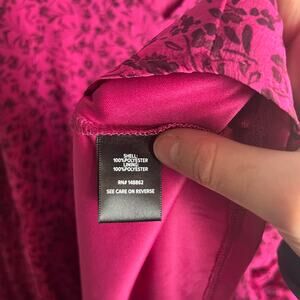 SHELL:
100%POLYESTER
LINING:
100%POLYESTER
RN# 148862
SEE CARE ON REVERSE